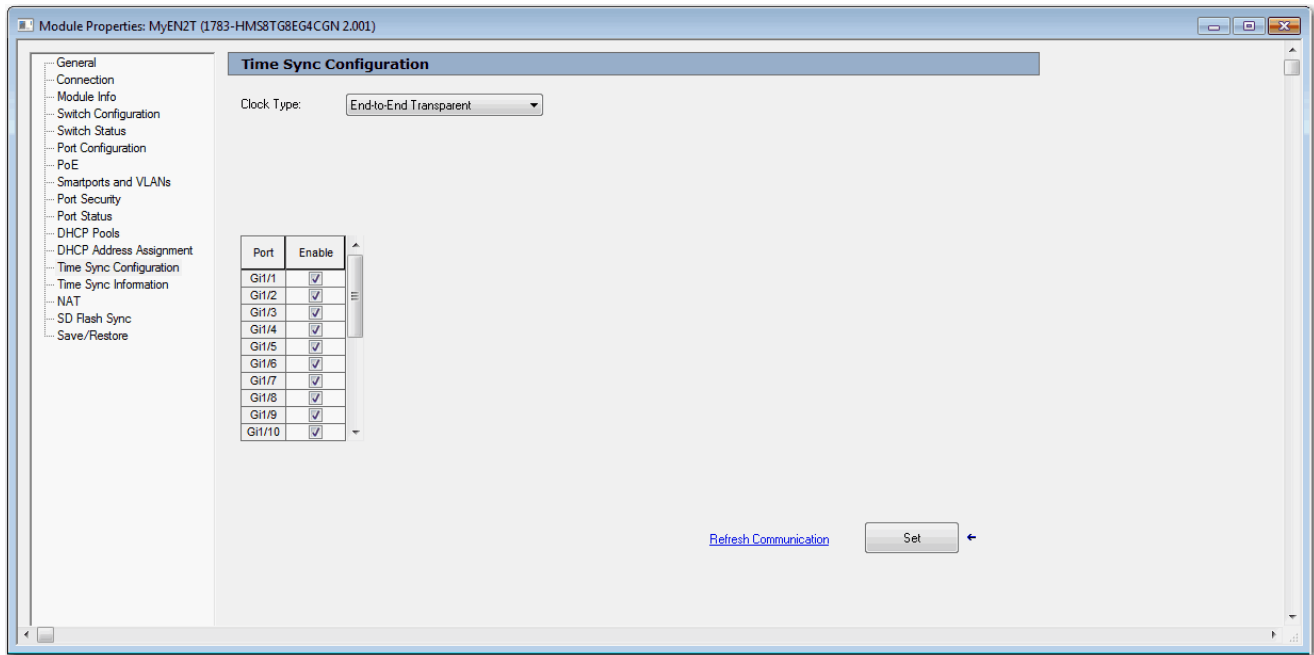 Module Properties: MyEN2T (1783-HMS8TG8EG4CGN 2.001)
General
Connection
Module Info
Switch Configuration
Switch Status
Port Configuration
PoE
Smartports and VLANs
Port Security
Port Status
DHCP Pools
DHCP Address Assignment
Time Sync Configuration
Time Sync Information
NAT
SD Flash Sync
Save/Restore
Time Sync Configuration
Clock Type: End-to-End Transparent
Port Enable
Gi1/1
Gi1/2
Gi1/3
Gi1/4
Gi1/5
Gi1/6
Gi1/7
Gi1/8
Gi1/9
Gi1/10
Refresh Communication Set